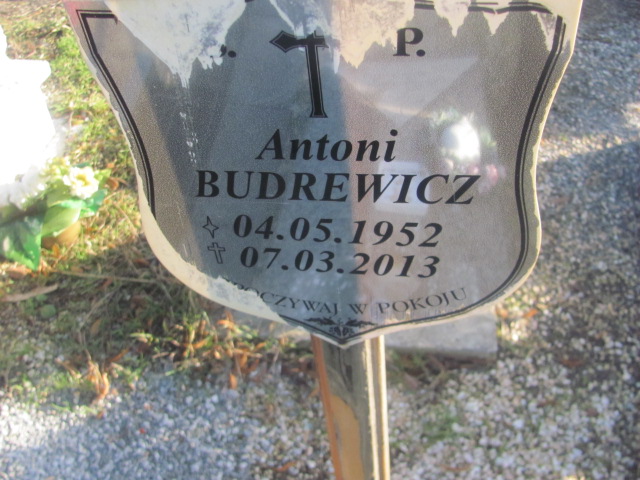 P.
Antoni
BUDREWICZ
04.05.1952
07.03.2013
W POKOJU